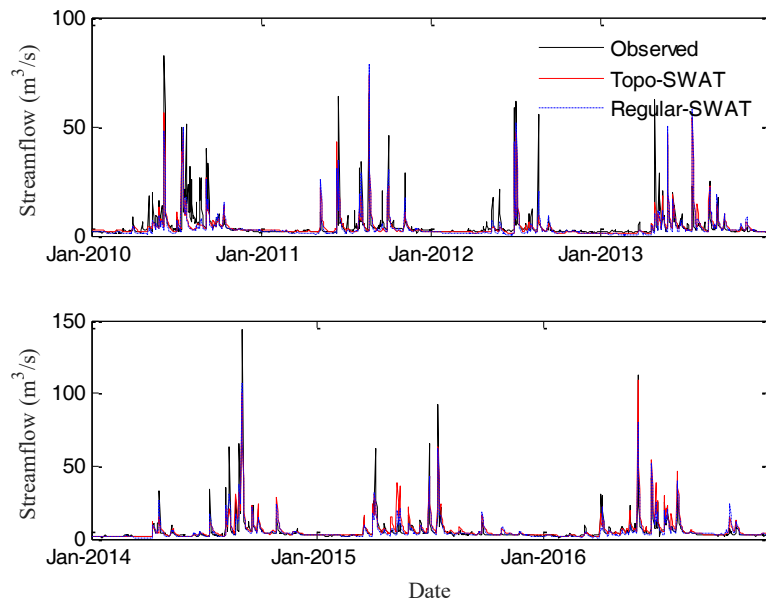 100
50
0
Streamflow (m³/s)
Observed
Topo-SWAT
Regular-SWAT
Jan-2010 Jan-2011 Jan-2012 Jan-2013
150
100
50
0
Streamflow (m³/s)
Jan-2014 Jan-2015 Jan-2016
Date